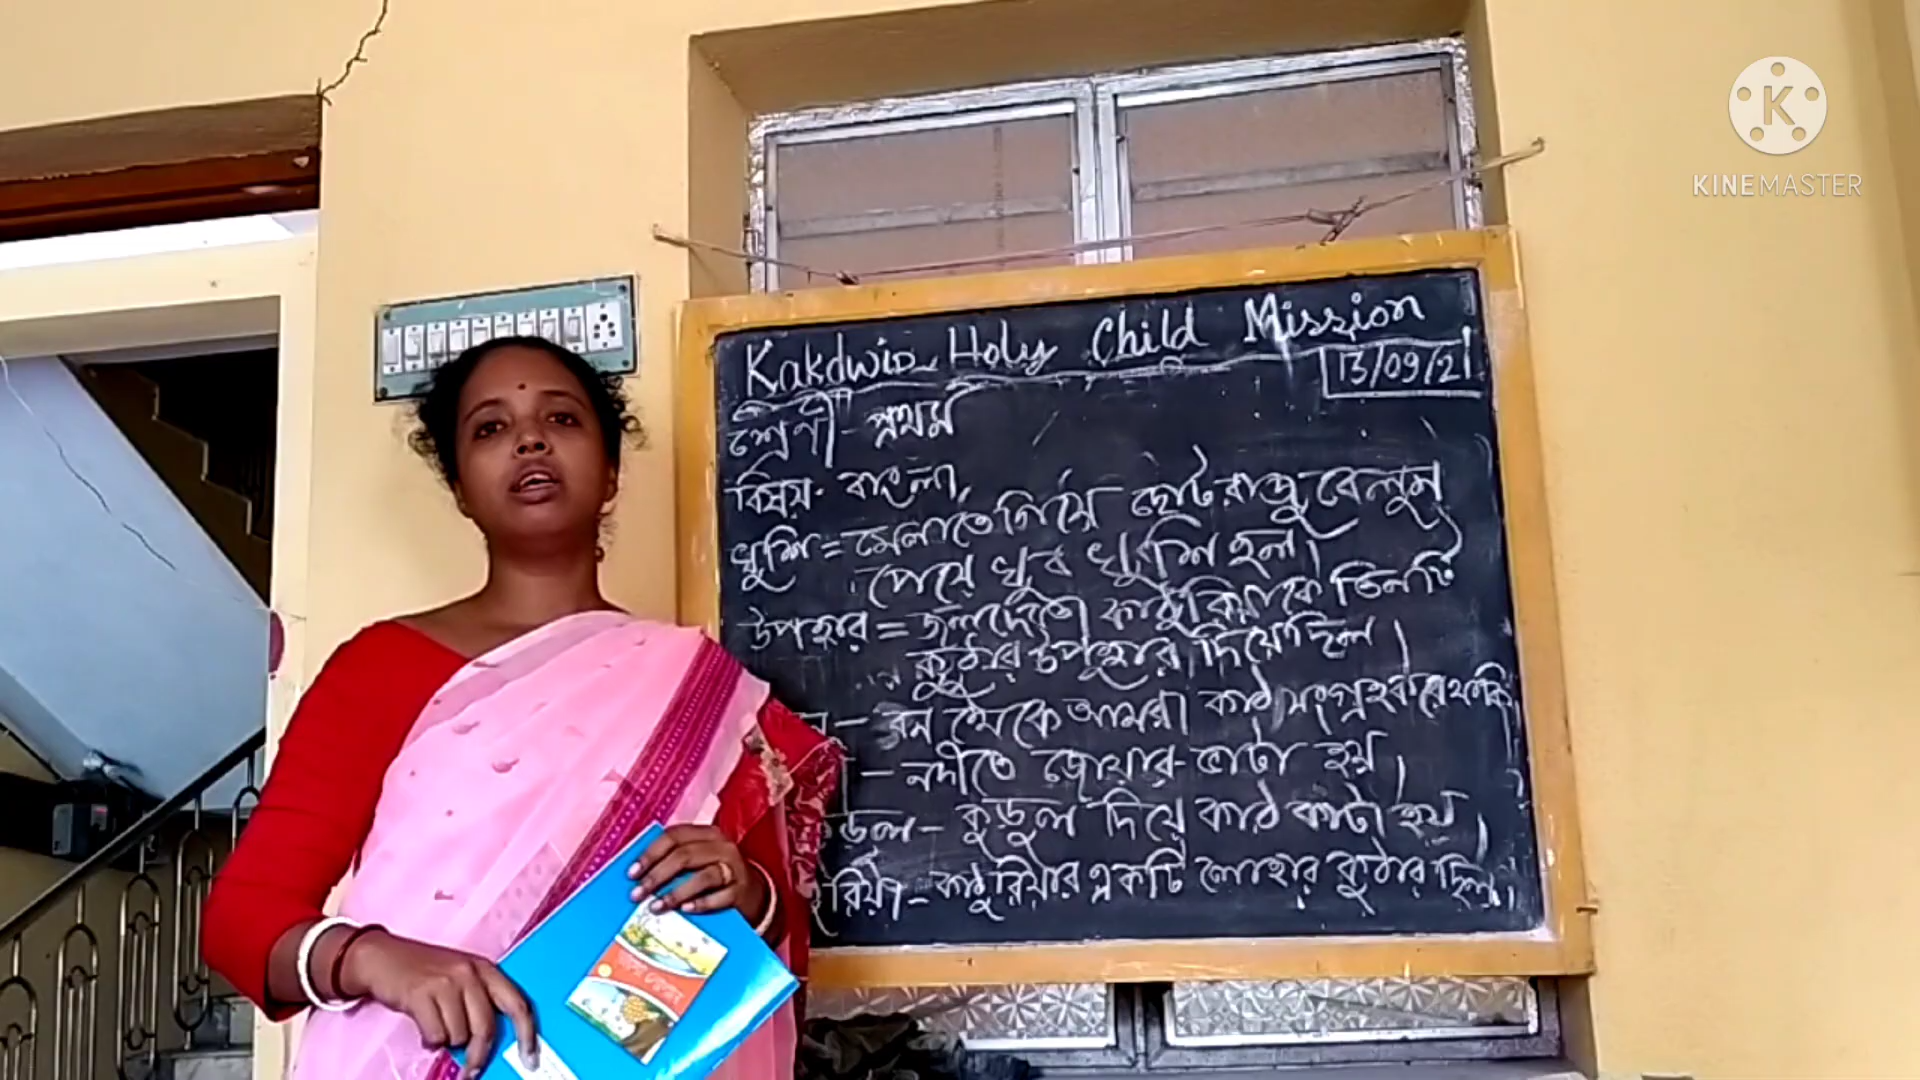 Kakdwip Holy Child Mission
13/09/21
শ্রেণী - প্রথম
বিষয়- বাংলা,
খুশি = মেলাতে গিয়ে ছোট রাজু বেলুন
পেয়ে খুব খুশি হল।
উপহার = জলদেবতা কাঠুরিয়াকে তিনটি
কুঠার উপহার দিয়েছিল।
ন - বন থেকে আমরা কাঠ সংগ্রহ করে থাকি।
- নদীতে জোয়ার-ভাটা হয়।
ড়ুল - কুড়ুল দিয়ে কাঠ কাটা হয়।
ুরিয়া - কাঠুরিয়ার একটি লোহার কুঠার ছিল।
K
KINEMASTER